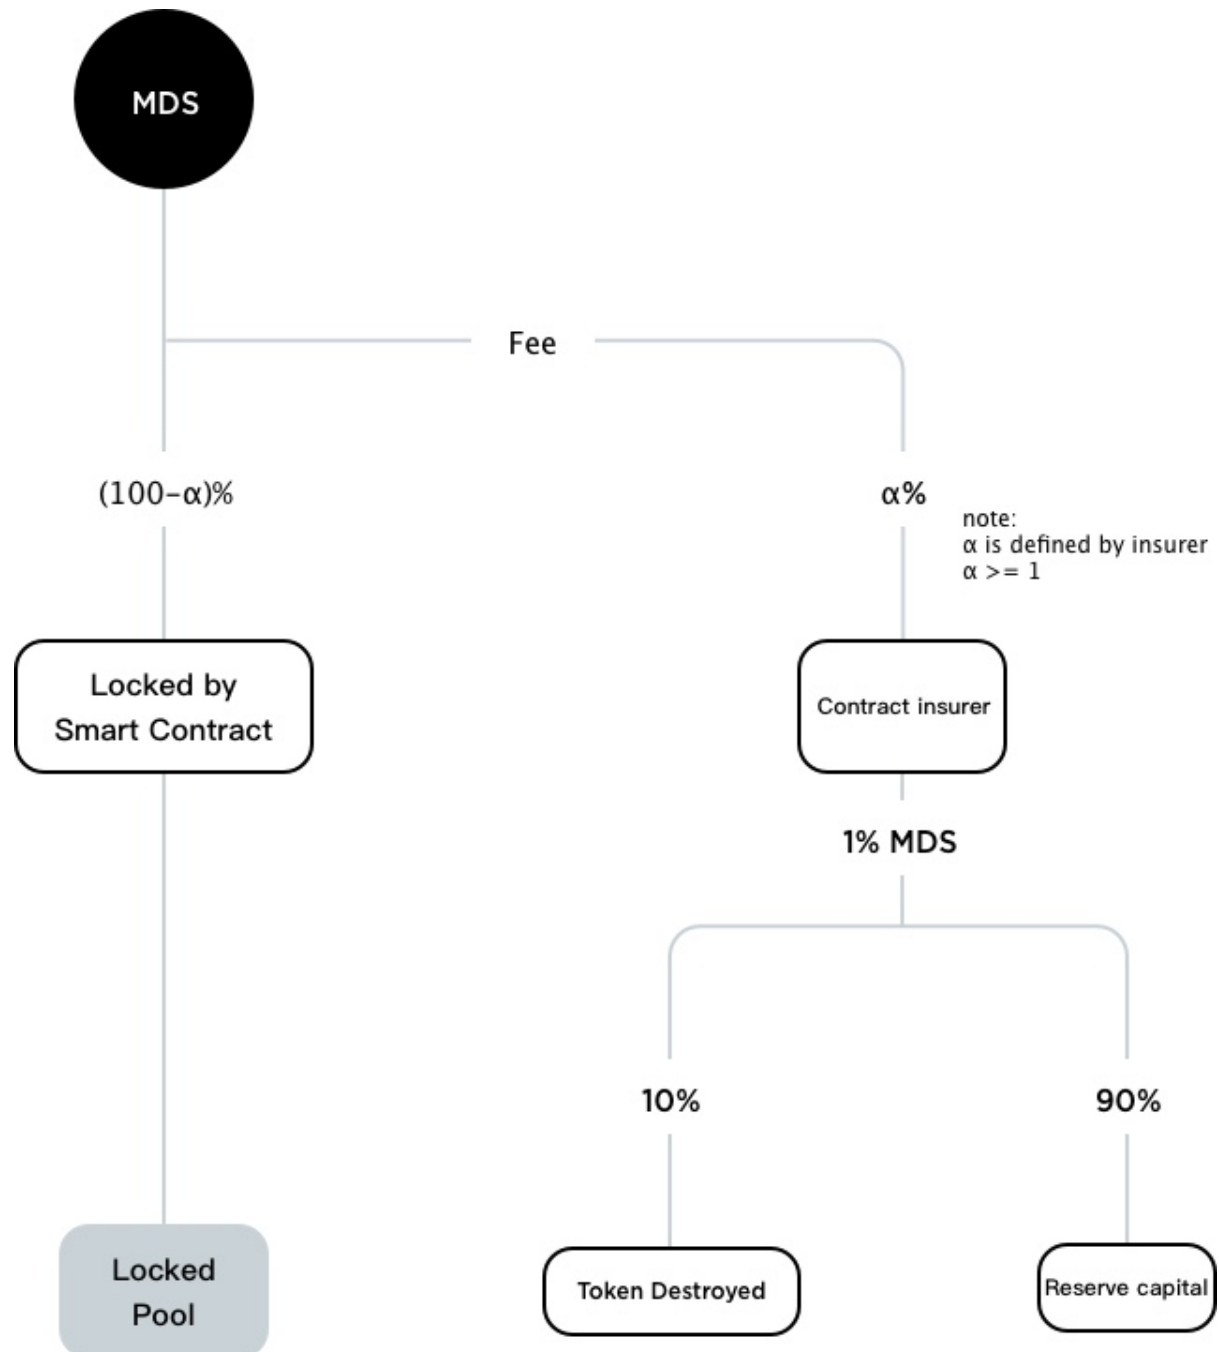 MDS
Fee
(100-α)%
α%
note:
α is defined by insurer
α >= 1
Locked by
Smart Contract
Contract insurer
1% MDS
10%
90%
Locked
Pool
Token Destroyed
Reserve capital